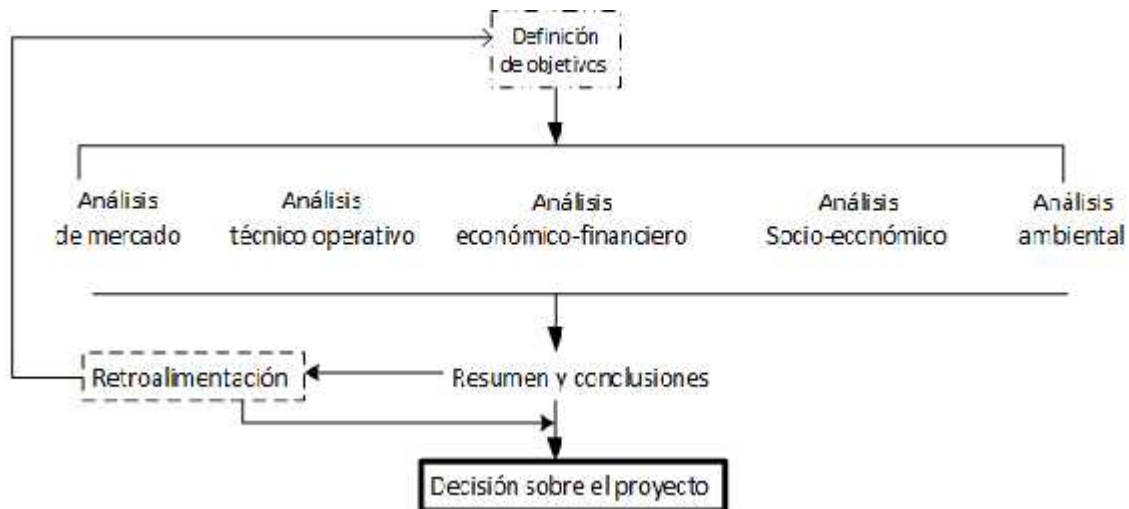 Definición
de objetivos
Análisis
de mercado
Análisis
técnico operativo
Análisis
económico-financiero
Análisis
Socio-económico
Análisis
ambiental
Retroalimentación
Resumen y conclusiones
Decisión sobre el proyecto